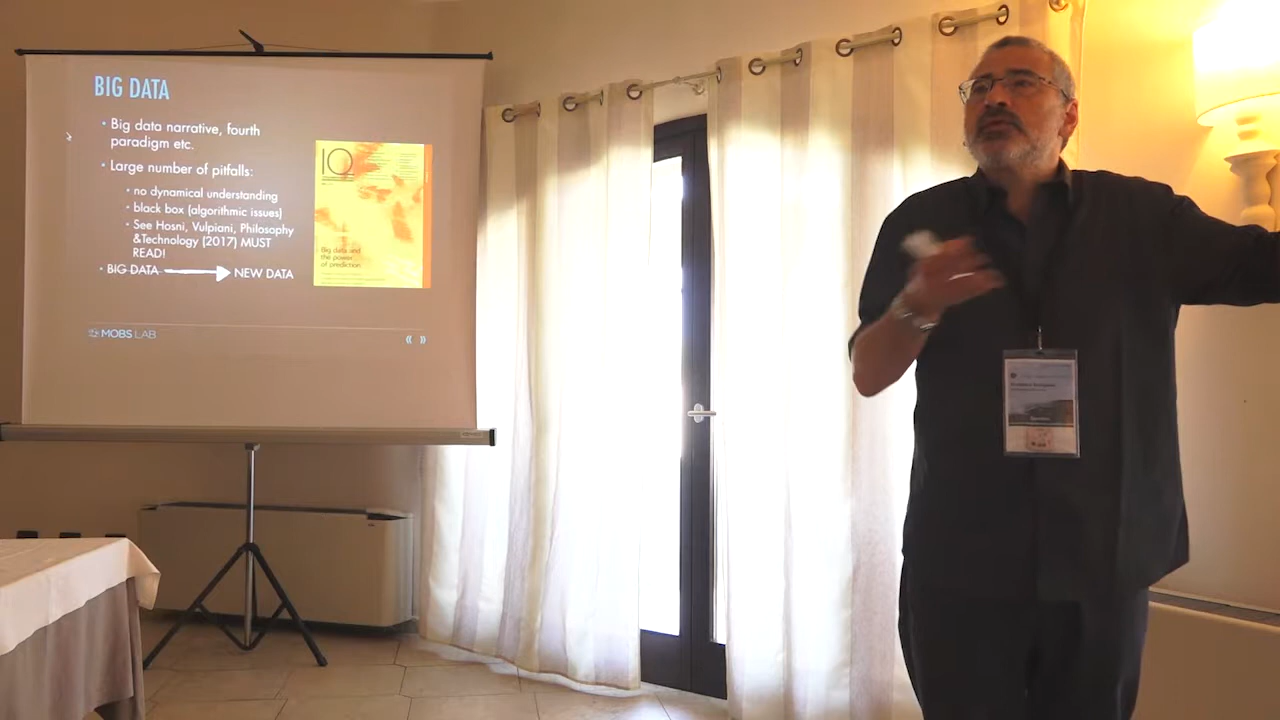 BIG DATA
Big data narrative, fourth
paradigm etc.
Large number of pitfalls:
no dynamical understanding
black box (algorithmic issues)
See Hosni, Vulpiani, Philosophy
&Technology (2017) MUST
READ!
BIG DATA NEW DATA
IQ
Big data and
the power
of prediction
MOBS LAB